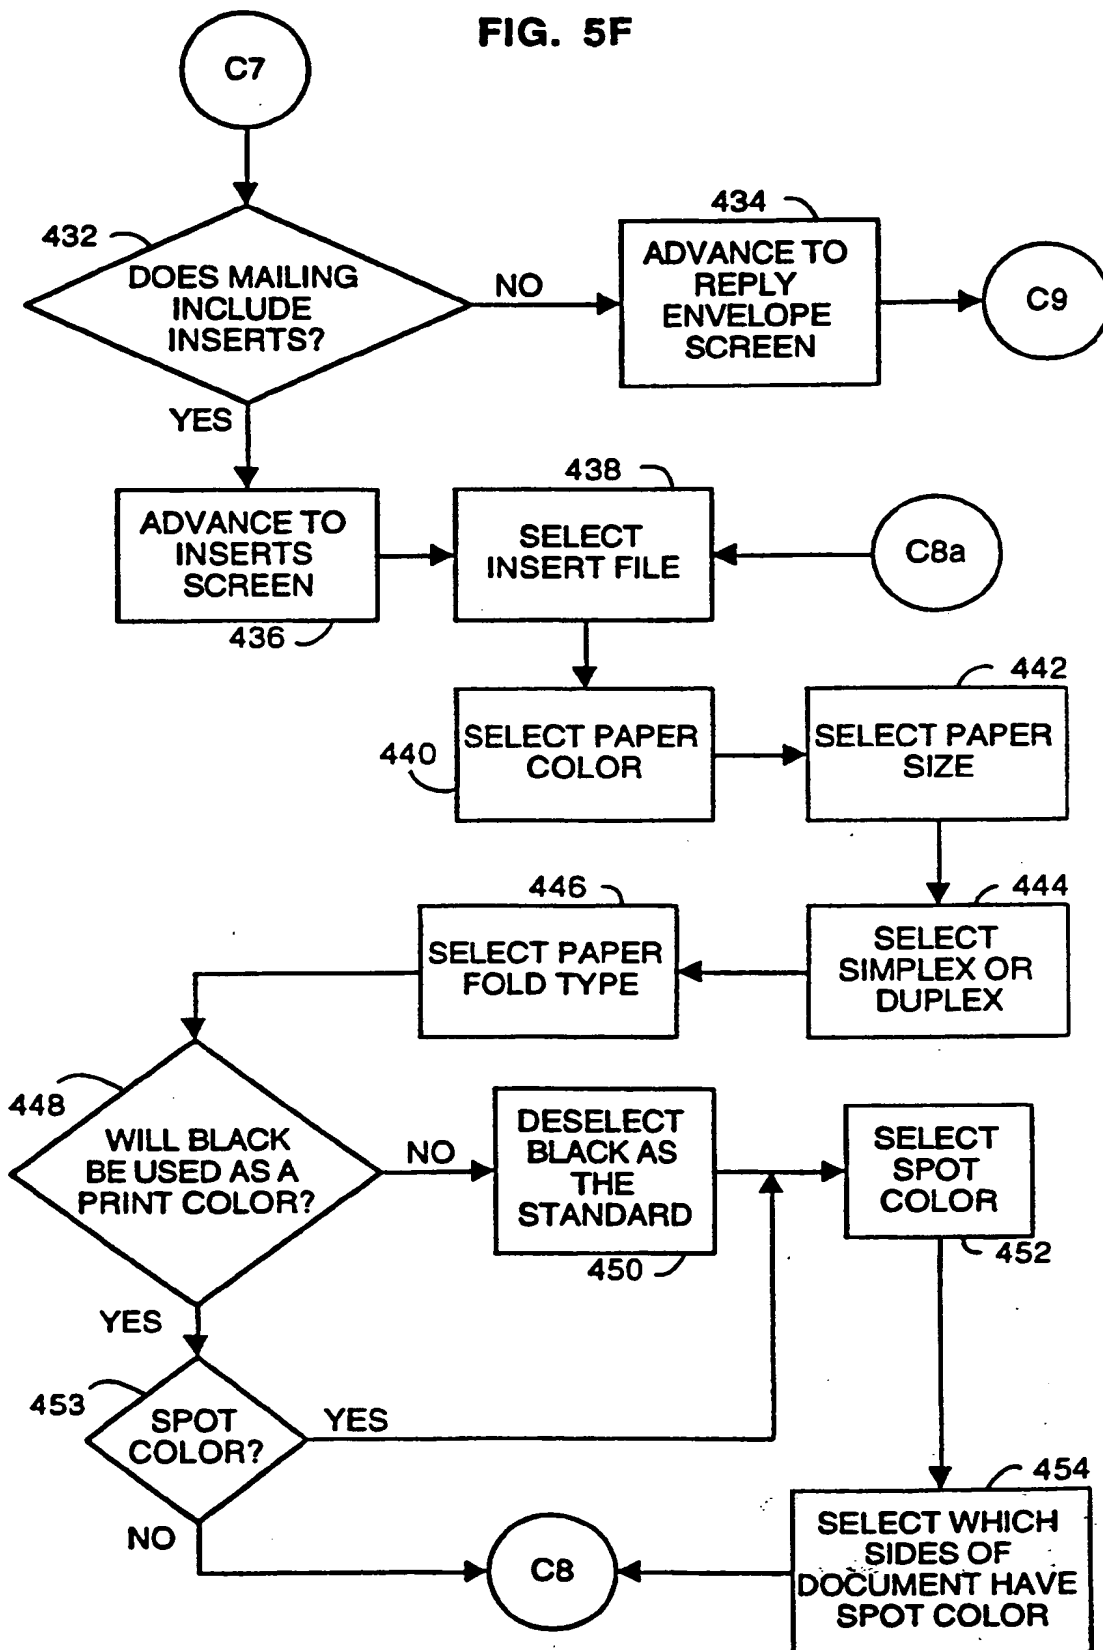 FIG. 5F
C7
432
DOES MAILING
INCLUDE
INSERTS?
NO
434
ADVANCE TO
REPLY
ENVELOPE
SCREEN
C9
YES
ADVANCE TO
INSERTS
SCREEN
436
438
SELECT
INSERT FILE
C8a
440
SELECT PAPER
COLOR
442
SELECT PAPER
SIZE
444
SELECT
SIMPLEX OR
DUPLEX
446
SELECT PAPER
FOLD TYPE
448
WILL BLACK
BE USED AS A
PRINT COLOR?
NO
DESELECT
BLACK AS
THE
STANDARD
450
SELECT
SPOT
COLOR
452
YES
453
SPOT
COLOR?
YES
NO
C8
454
SELECT WHICH
SIDES OF
DOCUMENT HAVE
SPOT COLOR